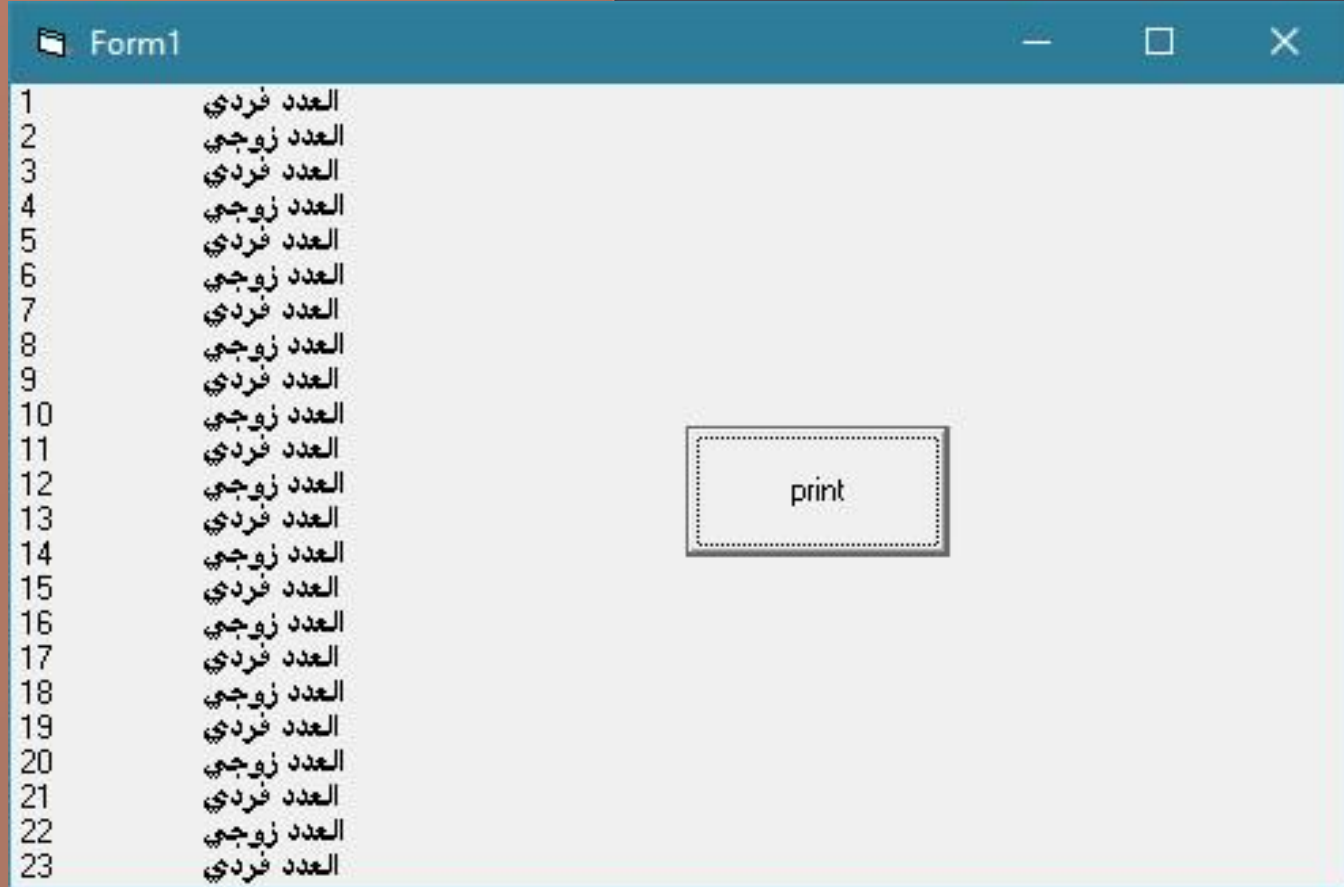 Form1
1 العدد فردي
2 العدد زوجي
3 العدد فردي
4 العدد زوجي
5 العدد فردي
6 العدد زوجي
7 العدد فردي
8 العدد زوجي
9 العدد فردي
10 العدد زوجي
11 العدد فردي
12 العدد زوجي
13 العدد فردي
14 العدد زوجي
15 العدد فردي
16 العدد زوجي
17 العدد فردي
18 العدد زوجي
19 العدد فردي
20 العدد زوجي
21 العدد فردي
22 العدد زوجي
23 العدد فردي
print